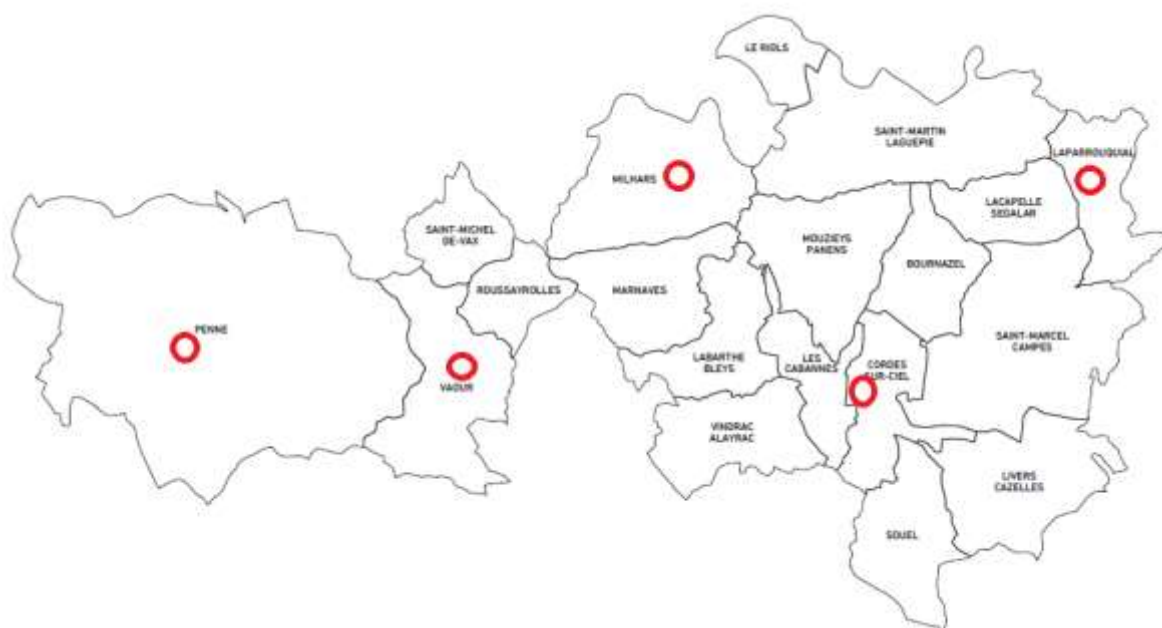 LE RIOLS
SAINT-MARTIN
LAGUEPIE
LAPARROUQUIAL
MILHARS
LACAPELLE
SEGALAR
SAINT-MICHEL
DE-VAX
MOUZIEYS
PANENS
BOURNAZEL
ROUSSAYROLLES
MARNAVES
PENNE
SAINT-MARCEL
CAMPES
LABARTHE
BLEYS
LES
CABANNES
CORDES
SUR-CIEL
VAOUR
VINDRAC
ALAYRAC
LIVERS
CAZELLES
SOUEL